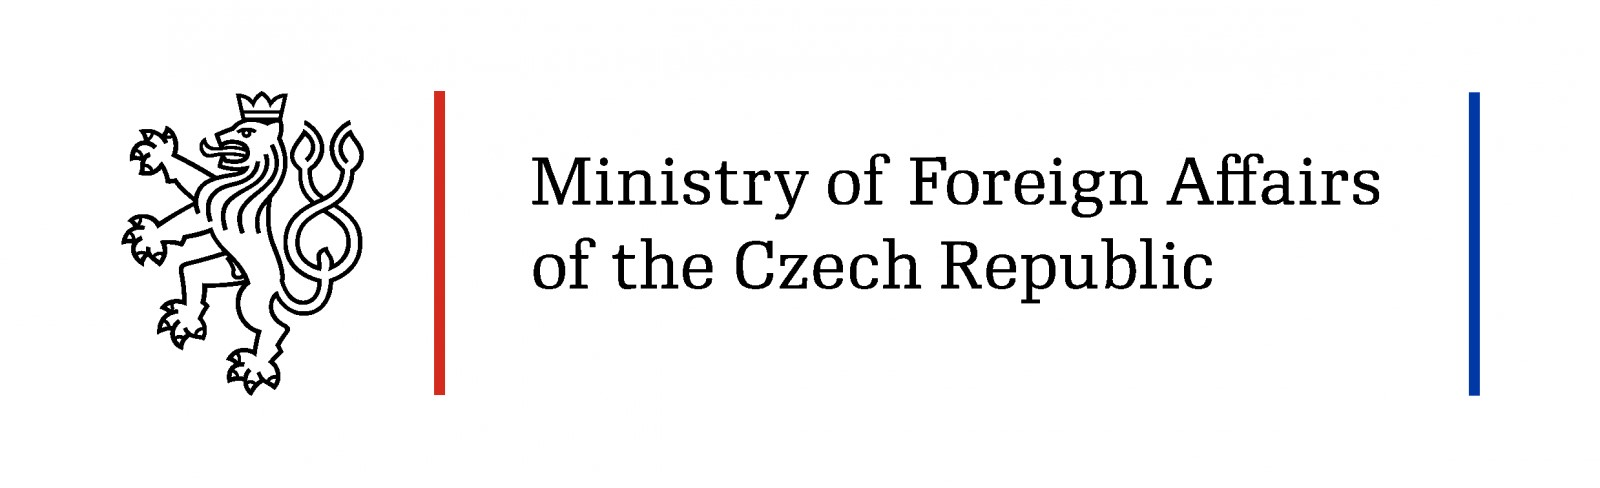 Ministry of Foreign Affairs
of the Czech Republic